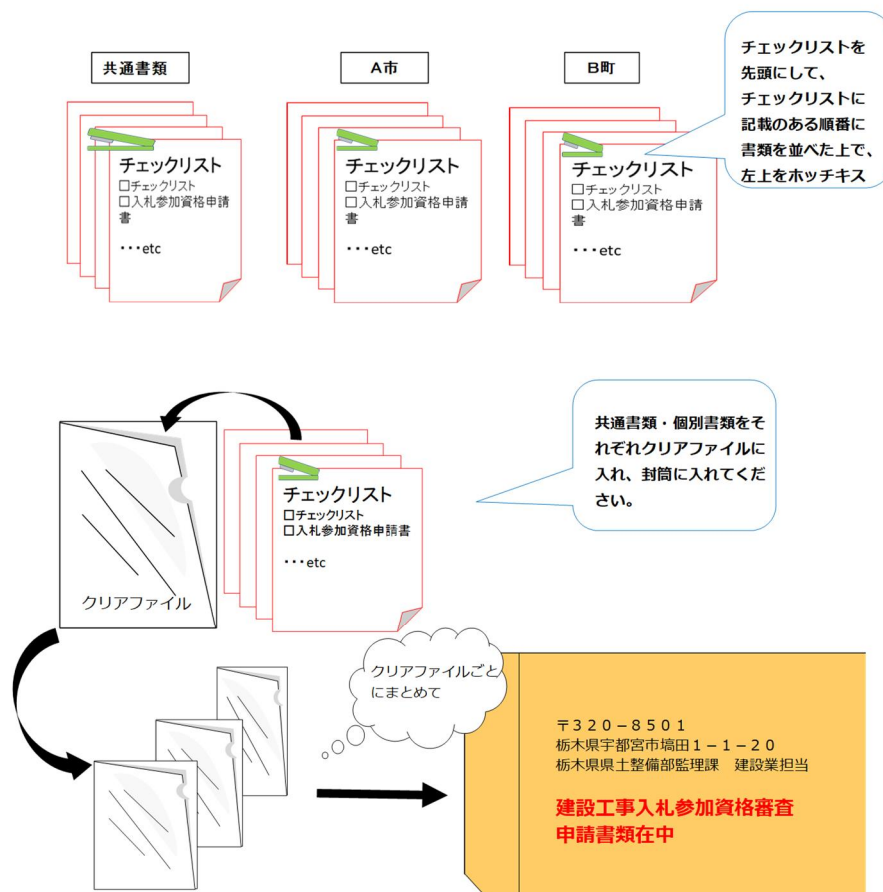 共通書類
A市
B町
チェックリストを
先頭にして、
チェックリストに
記載のある順番に
書類を並べた上で、
左上をホッチキス
チェックリスト
□チェックリスト
□入札参加資格申請
書
・・・etc
チェックリスト
□チェックリスト
□入札参加資格申請
書
・・・etc
チェックリスト
□チェックリスト
□入札参加資格申請
書
・・・etc
共通書類・個別書類をそ
れぞれクリアファイルに
入れ、封筒に入れてくだ
さい。
チェックリスト
□チェックリスト
□入札参加資格申請書
・・・etc
クリアファイル
クリアファイルごと
にまとめて
〒３２０－８５０１
栃木県宇都宮市塙田１－１－２０
栃木県県土整備部監理課　建設業担当
建設工事入札参加資格審査
申請書類在中